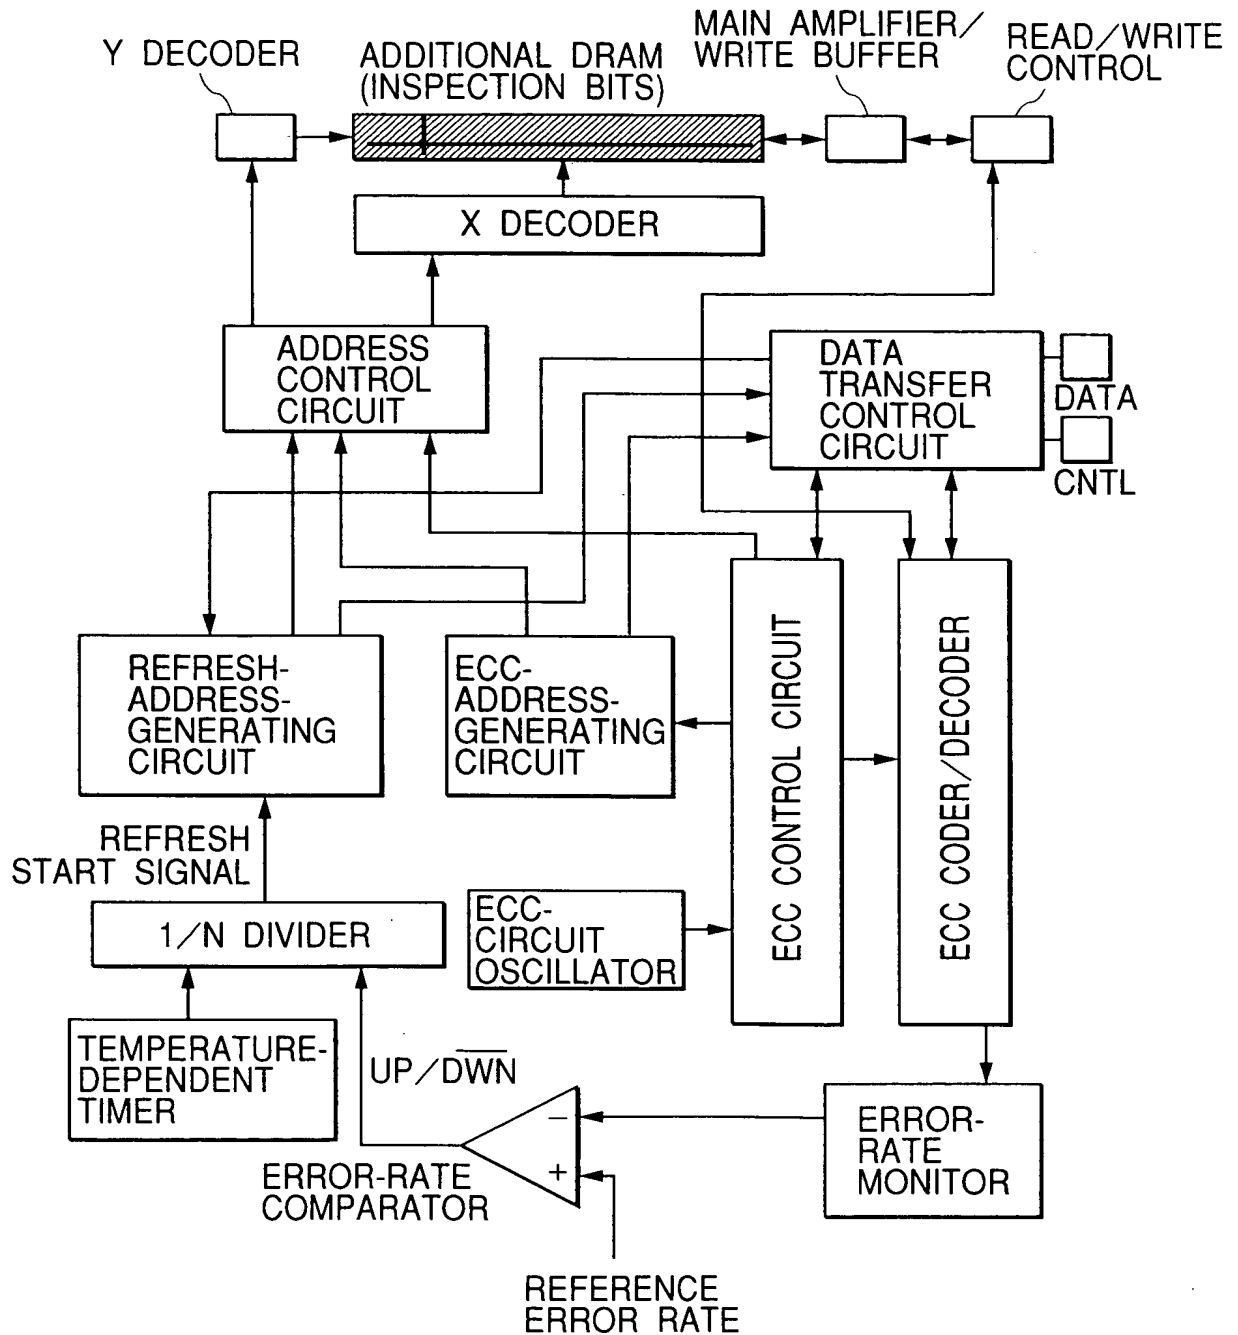 MAIN AMPLIFIER/
WRITE BUFFER
READ/WRITE
CONTROL
Y DECODER
ADDITIONAL DRAM
(INSPECTION BITS)
X DECODER
ADDRESS
CONTROL
CIRCUIT
DATA
TRANSFER
CONTROL
CIRCUIT
DATA
CNTL
REFRESH-
ADDRESS-
GENERATING
CIRCUIT
ECC-
ADDRESS-
GENERATING
CIRCUIT
ECC CONTROL CIRCUIT
ECC CODER/DECODER
REFRESH
START SIGNAL
1/N DIVIDER
ECC-
CIRCUIT
OSCILLATOR
TEMPERATURE-
DEPENDENT
TIMER
UP/D̅W̅N̅
−
+
ERROR-RATE
COMPARATOR
ERROR-
RATE
MONITOR
REFERENCE
ERROR RATE